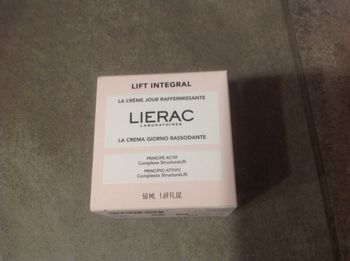 LIFT INTEGRAL
LA CRÈME JOUR RAFFERMISSANTE
LIERAC
LABORATOIRES
LA CREMA GIORNO RASSODANTE
PRINCIPE ACTIF
Complexe StructureLift
PRINCIPIO ATTIVO
Complesso StructureLift
50 ML 1.69 FL.OZ.